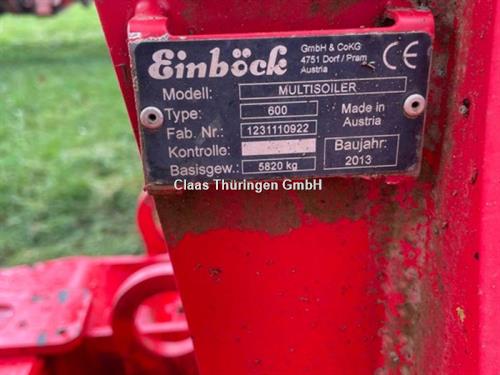 Einböck
GmbH & CoKG
4751 Dorf / Pram
Austria
CE
Modell: MULTISOILER
Type: 600
Made in
Austria
Fab. Nr.: 1231110922
Kontrolle:
Baujahr:
2013
Basisgew.: 5820 kg
Claas Thüringen GmbH